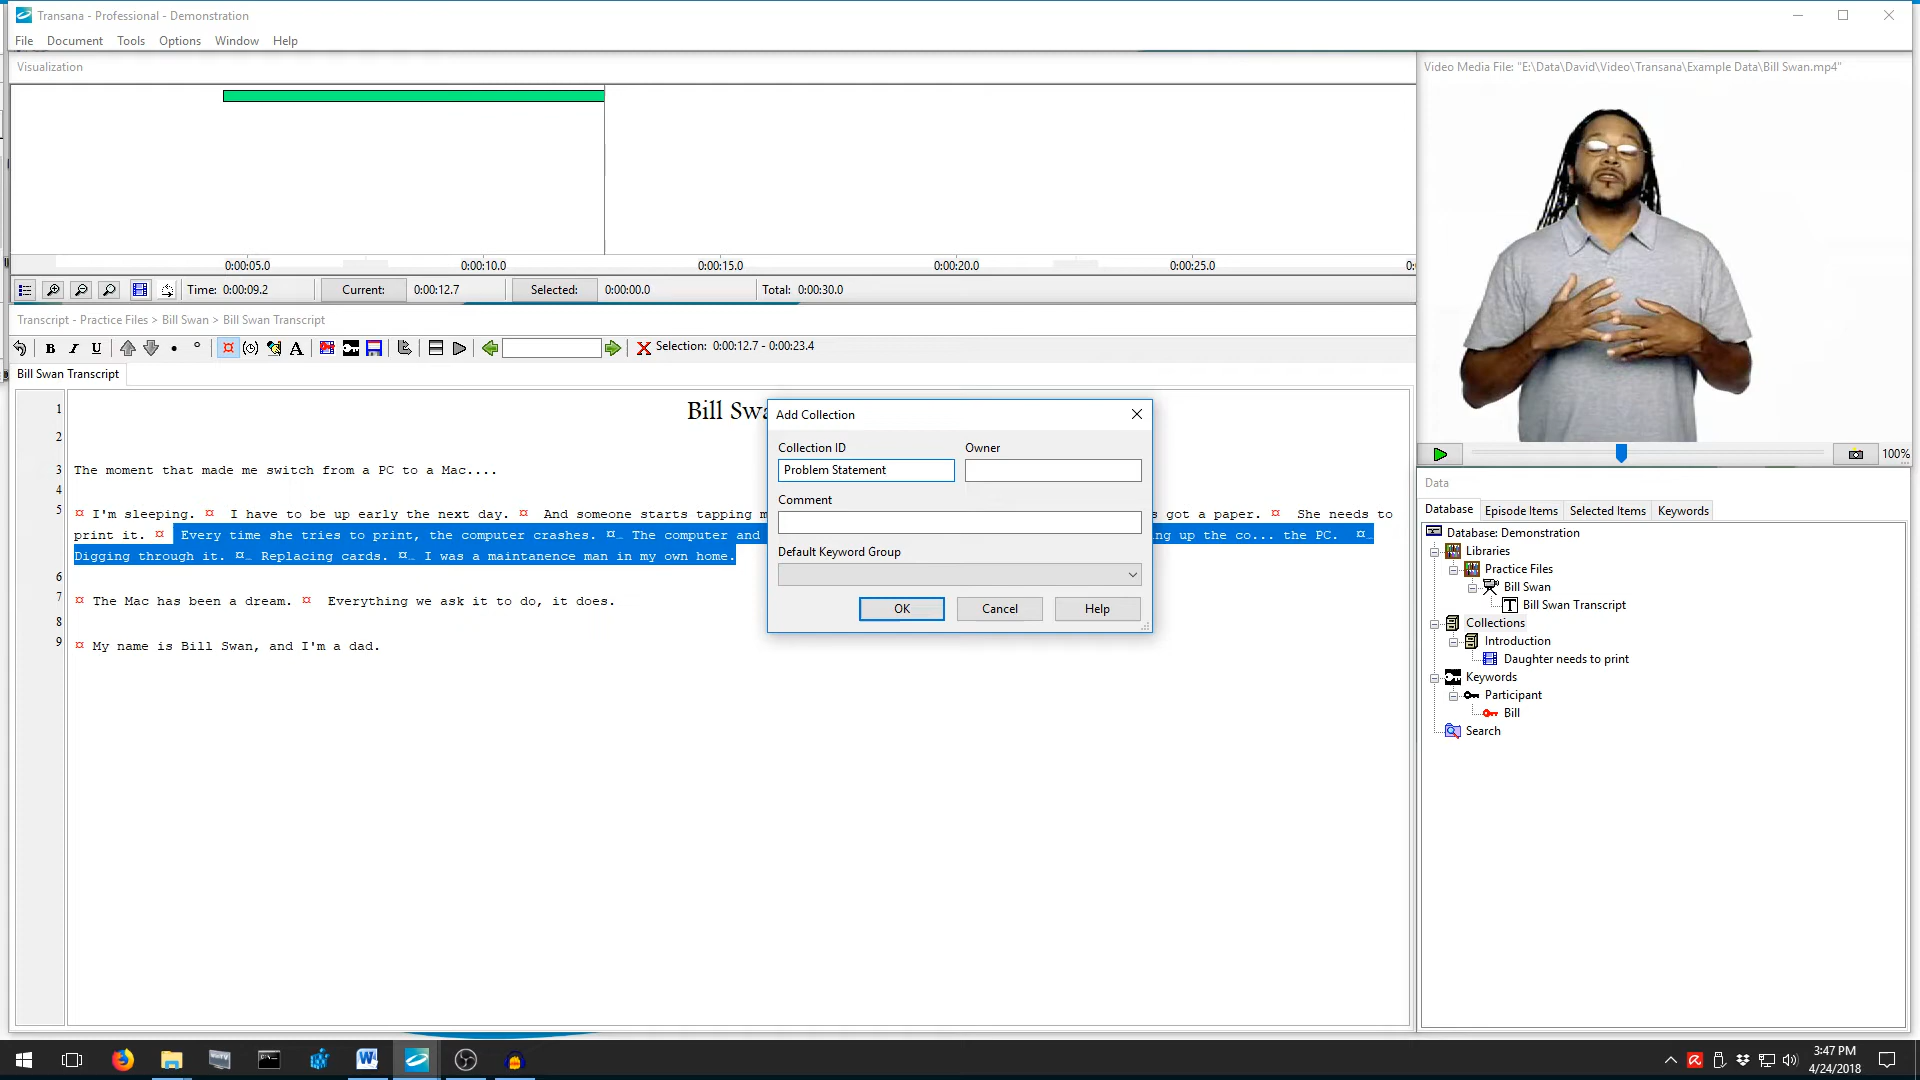 Transana - Professional - Demonstration
File Document Tools Options Window Help
Visualization
0:00:05.0 0:00:10.0 0:00:15.0 0:00:20.0 0:00:25.0 0:
Time: 0:00:09.2 Current: 0:00:12.7 Selected: 0:00:00.0 Total: 0:00:30.0
Video Media File: "E:\Data\David\Video\Transana\Example Data\Bill Swan.mp4"
100%
Transcript - Practice Files > Bill Swan > Bill Swan Transcript
B I U A Selection: 0:00:12.7 - 0:00:23.4
Bill Swan Transcript
1 Bill Swa
2
3 The moment that made me switch from a PC to a Mac....
4
5 ¤ I'm sleeping. ¤ I have to be up early the next day. ¤ And someone starts tapping m s got a paper. ¤ She needs to
print it. ¤ Every time she tries to print, the computer crashes. ¤ The computer and ng up the co... the PC. ¤
Digging through it. ¤ Replacing cards. ¤ I was a maintanence man in my own home.
6
7 ¤ The Mac has been a dream. ¤ Everything we ask it to do, it does.
8
9 ¤ My name is Bill Swan, and I'm a dad.
Add Collection
Collection ID Owner
Problem Statement
Comment
Default Keyword Group
OK Cancel Help
Data
Database Episode Items Selected Items Keywords
Database: Demonstration
Libraries
Practice Files
Bill Swan
T Bill Swan Transcript
Collections
Introduction
Daughter needs to print
Keywords
Participant
Bill
Search
3:47 PM
4/24/2018